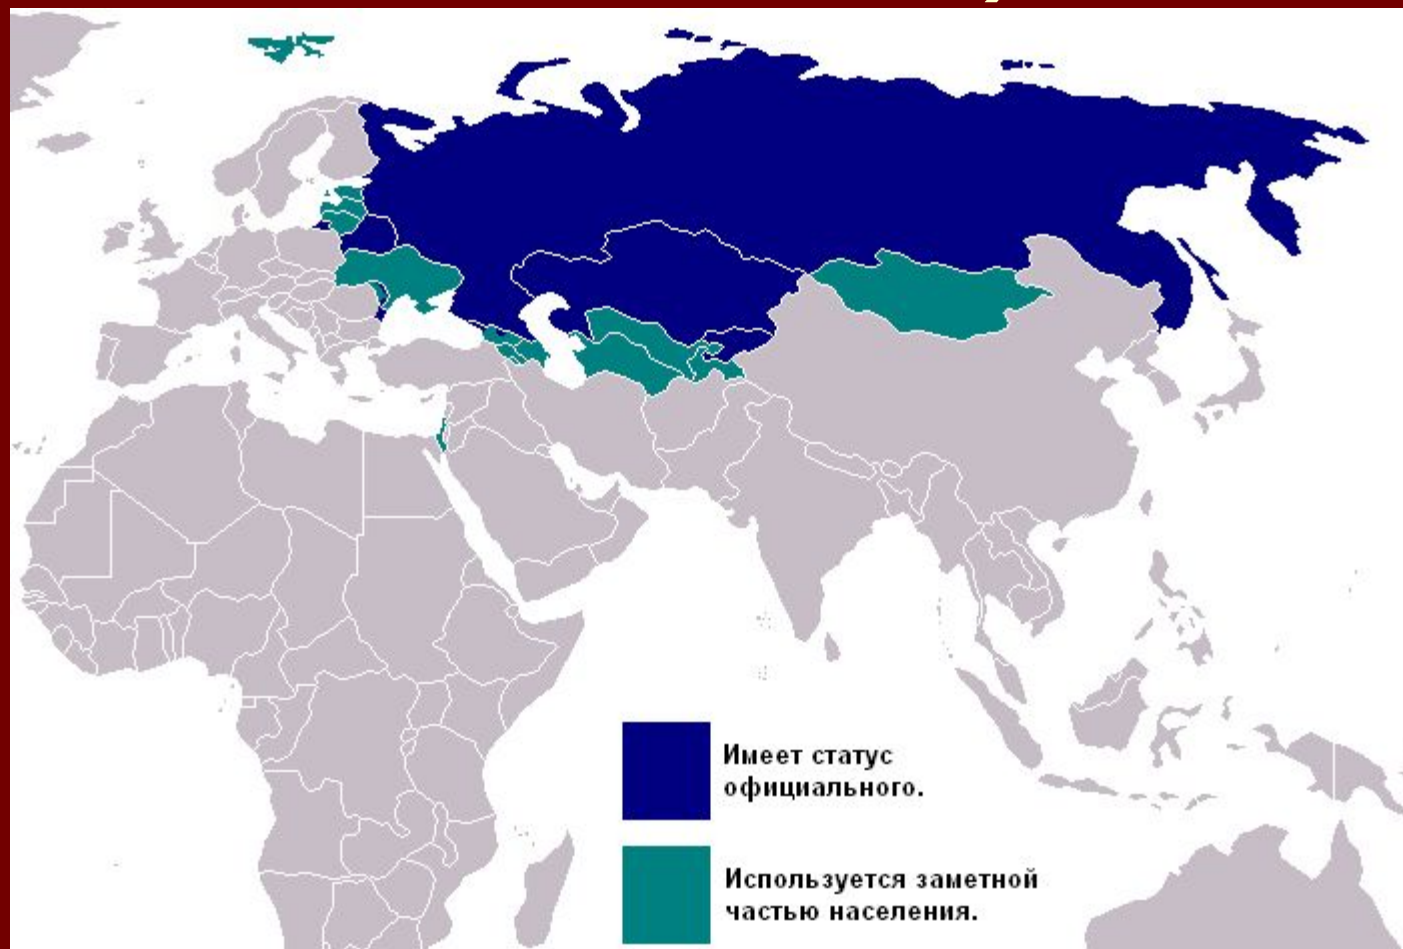 Имеет статус
официального.
Используется заметной
частью населения.